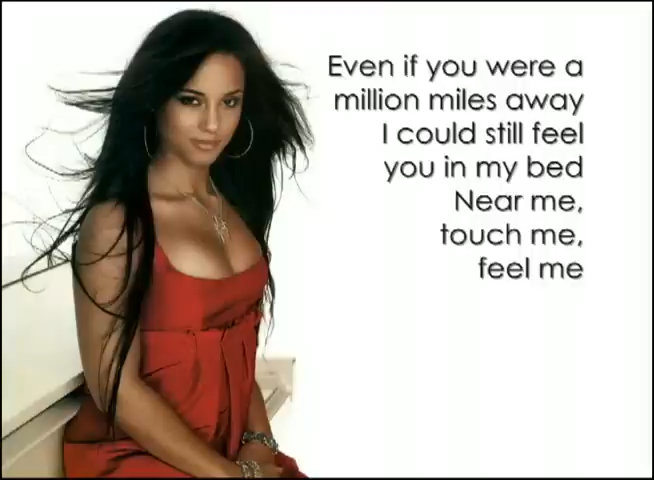 Even if you were a
million miles away
I could still feel
you in my bed
Near me,
touch me,
feel me